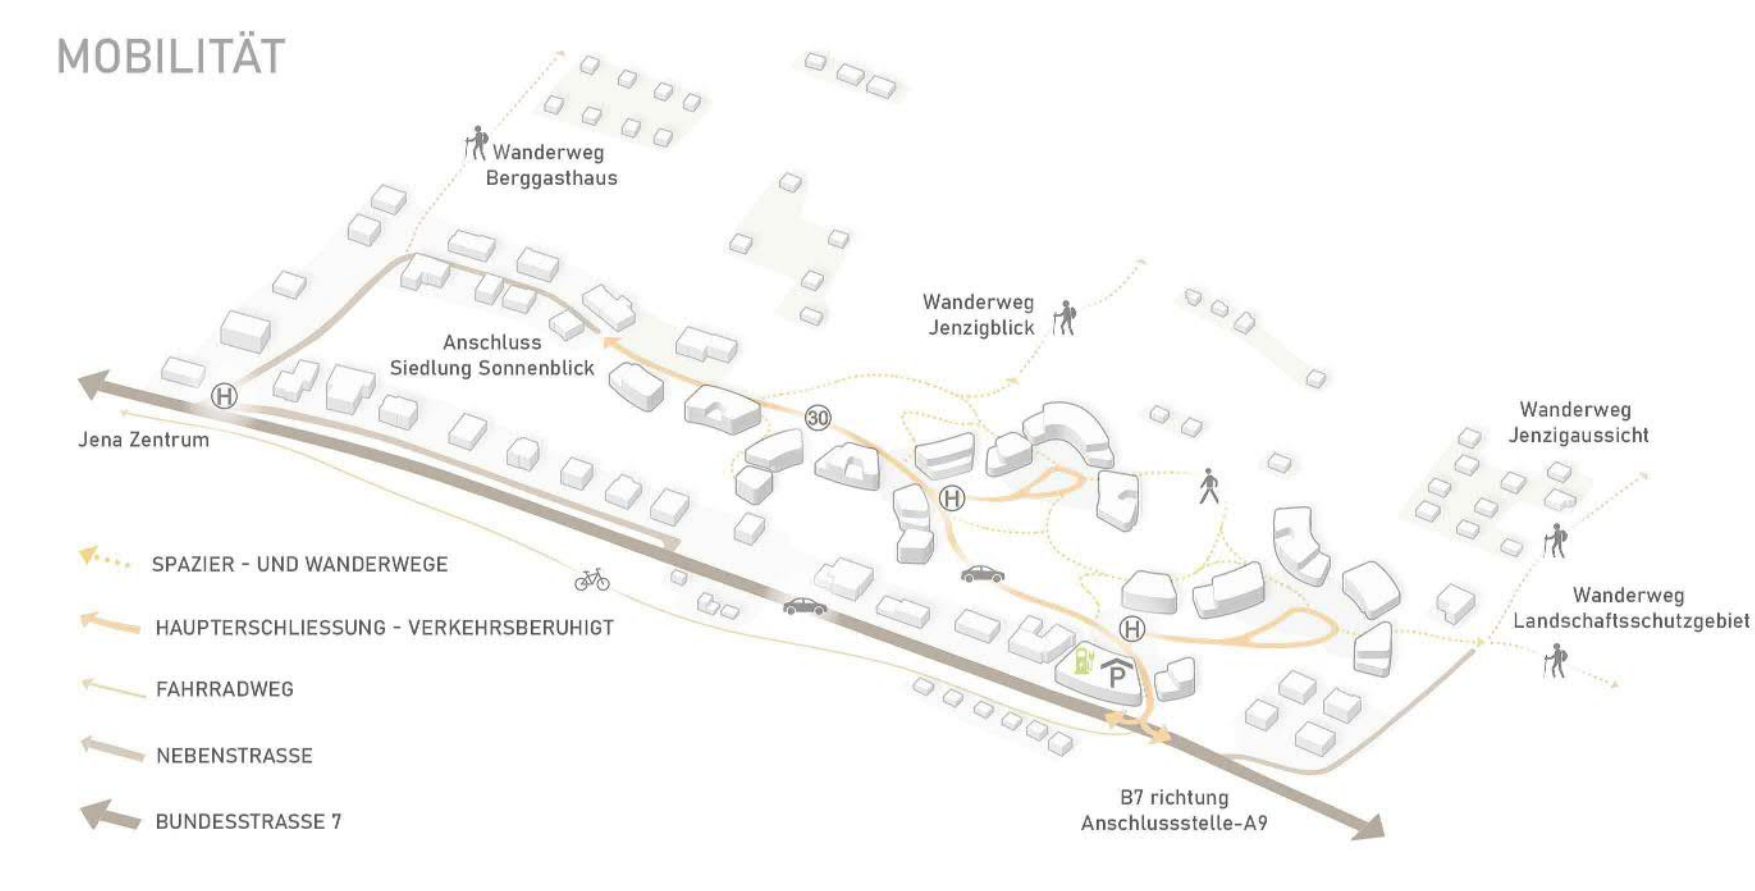 MOBILITÄT
Wanderweg
Berggasthaus
Wanderweg
Jenzigblick
Anschluss
Siedlung Sonnenblick
H
30
Jena Zentrum
Wanderweg
Jenzigaussicht
H
Wanderweg
Landschaftsschutzgebiet
H
P
SPAZIER - UND WANDERWEGE
HAUPTERSCHLIESSUNG - VERKEHRSBERUHIGT
FAHRRADWEG
NEBENSTRASSE
BUNDESSTRASSE 7
B7 richtung
Anschlussstelle-A9